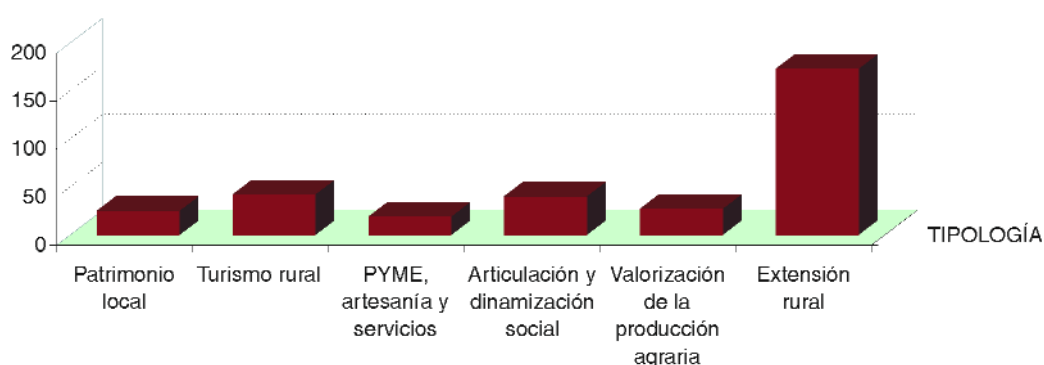 200
150
100
50
0
TIPOLOGÍA
Patrimonio Turismo rural PYME, Articulación y Valorización Extensión
local artesanía y dinamización de la rural
servicios social producción
agraria